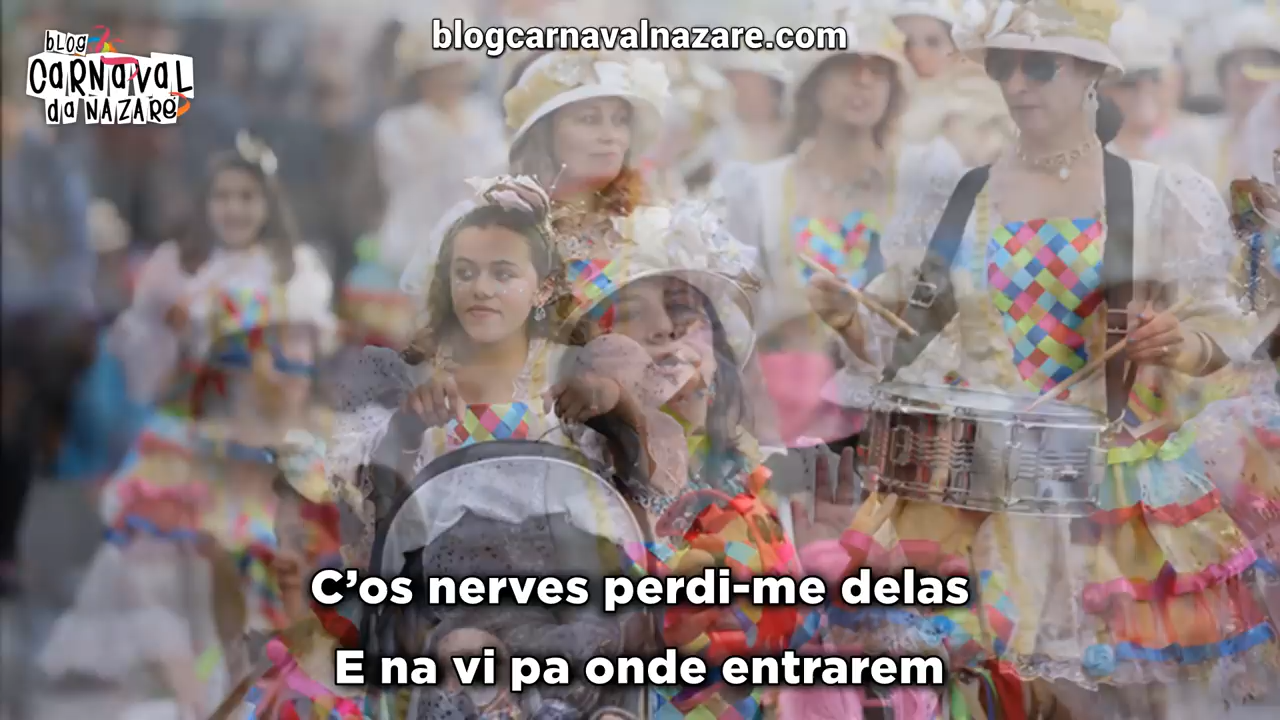 blogcarnavalnazare.com
BLOG
CARNAVAL
da NAZARÉ
C’os nerves perdi-me delas
E na vi pa onde entrarem